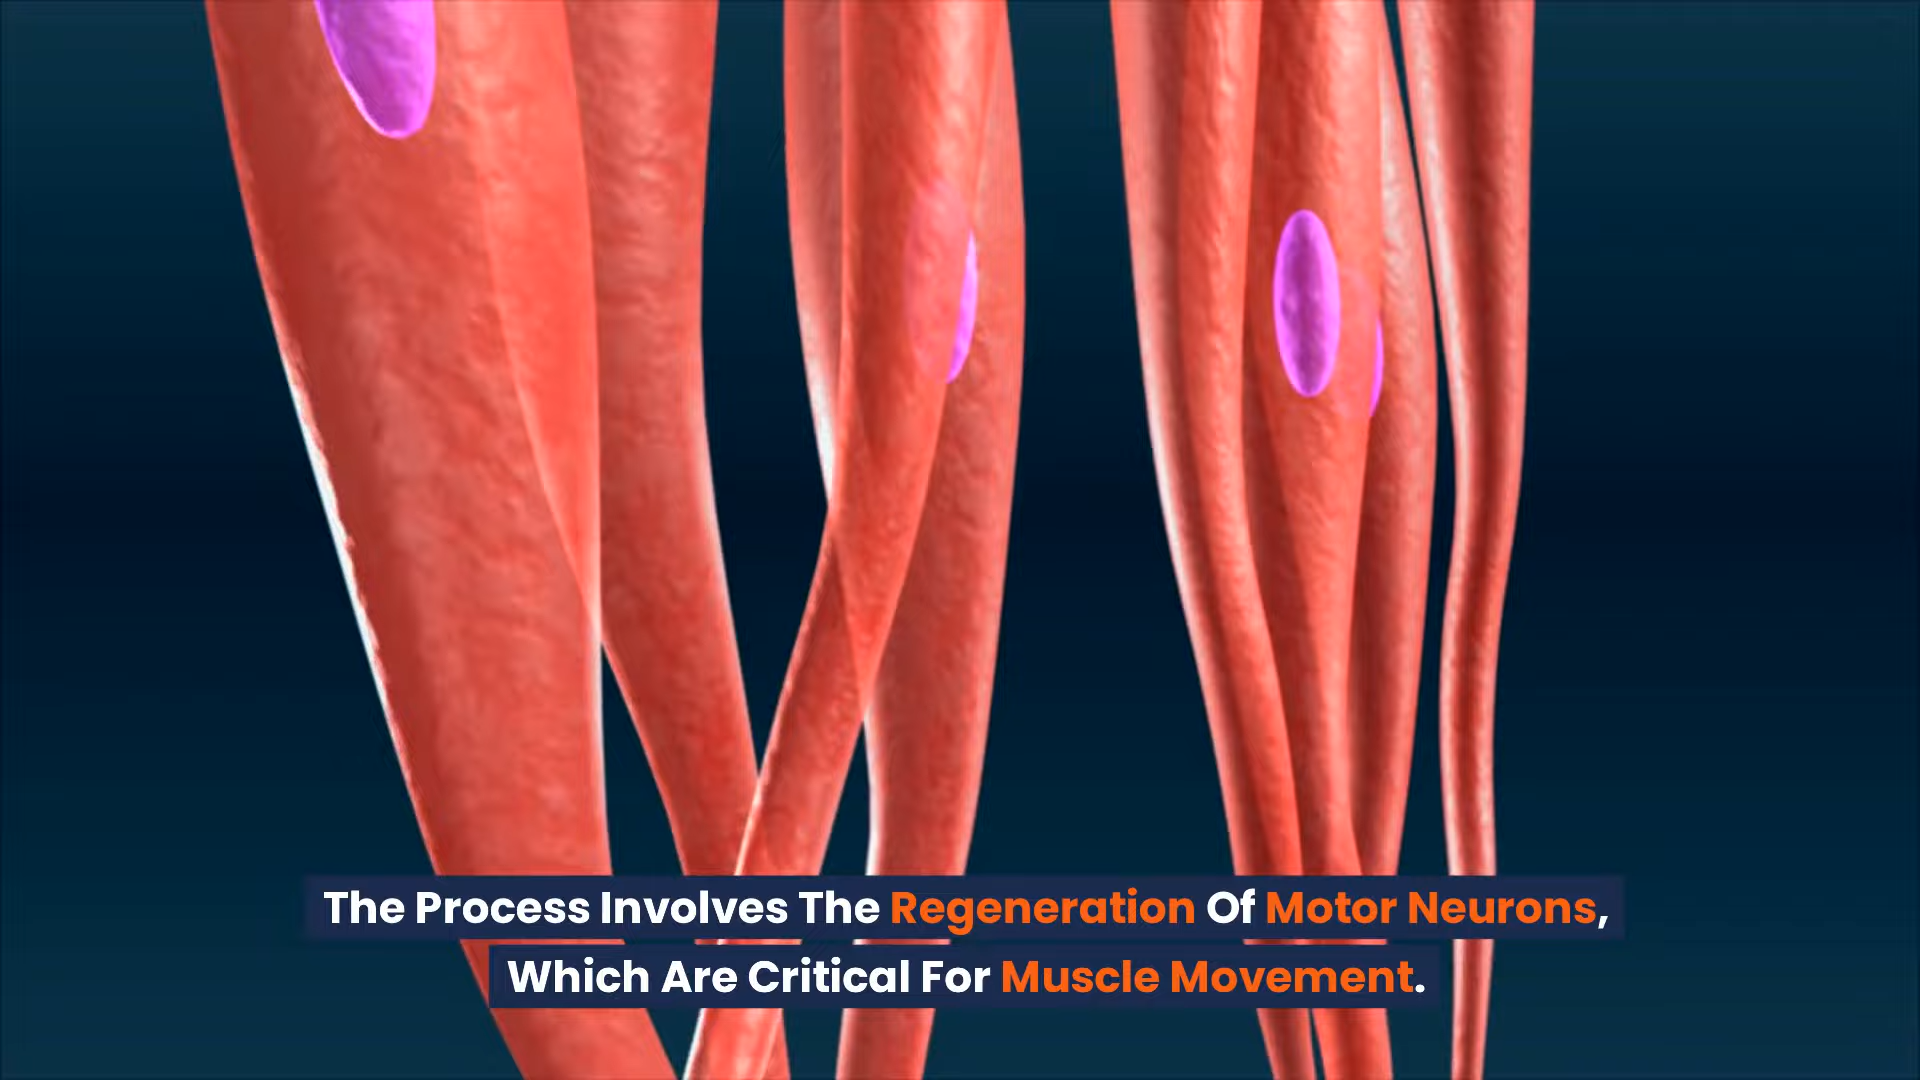 The Process Involves The Regeneration Of Motor Neurons,
Which Are Critical For Muscle Movement.